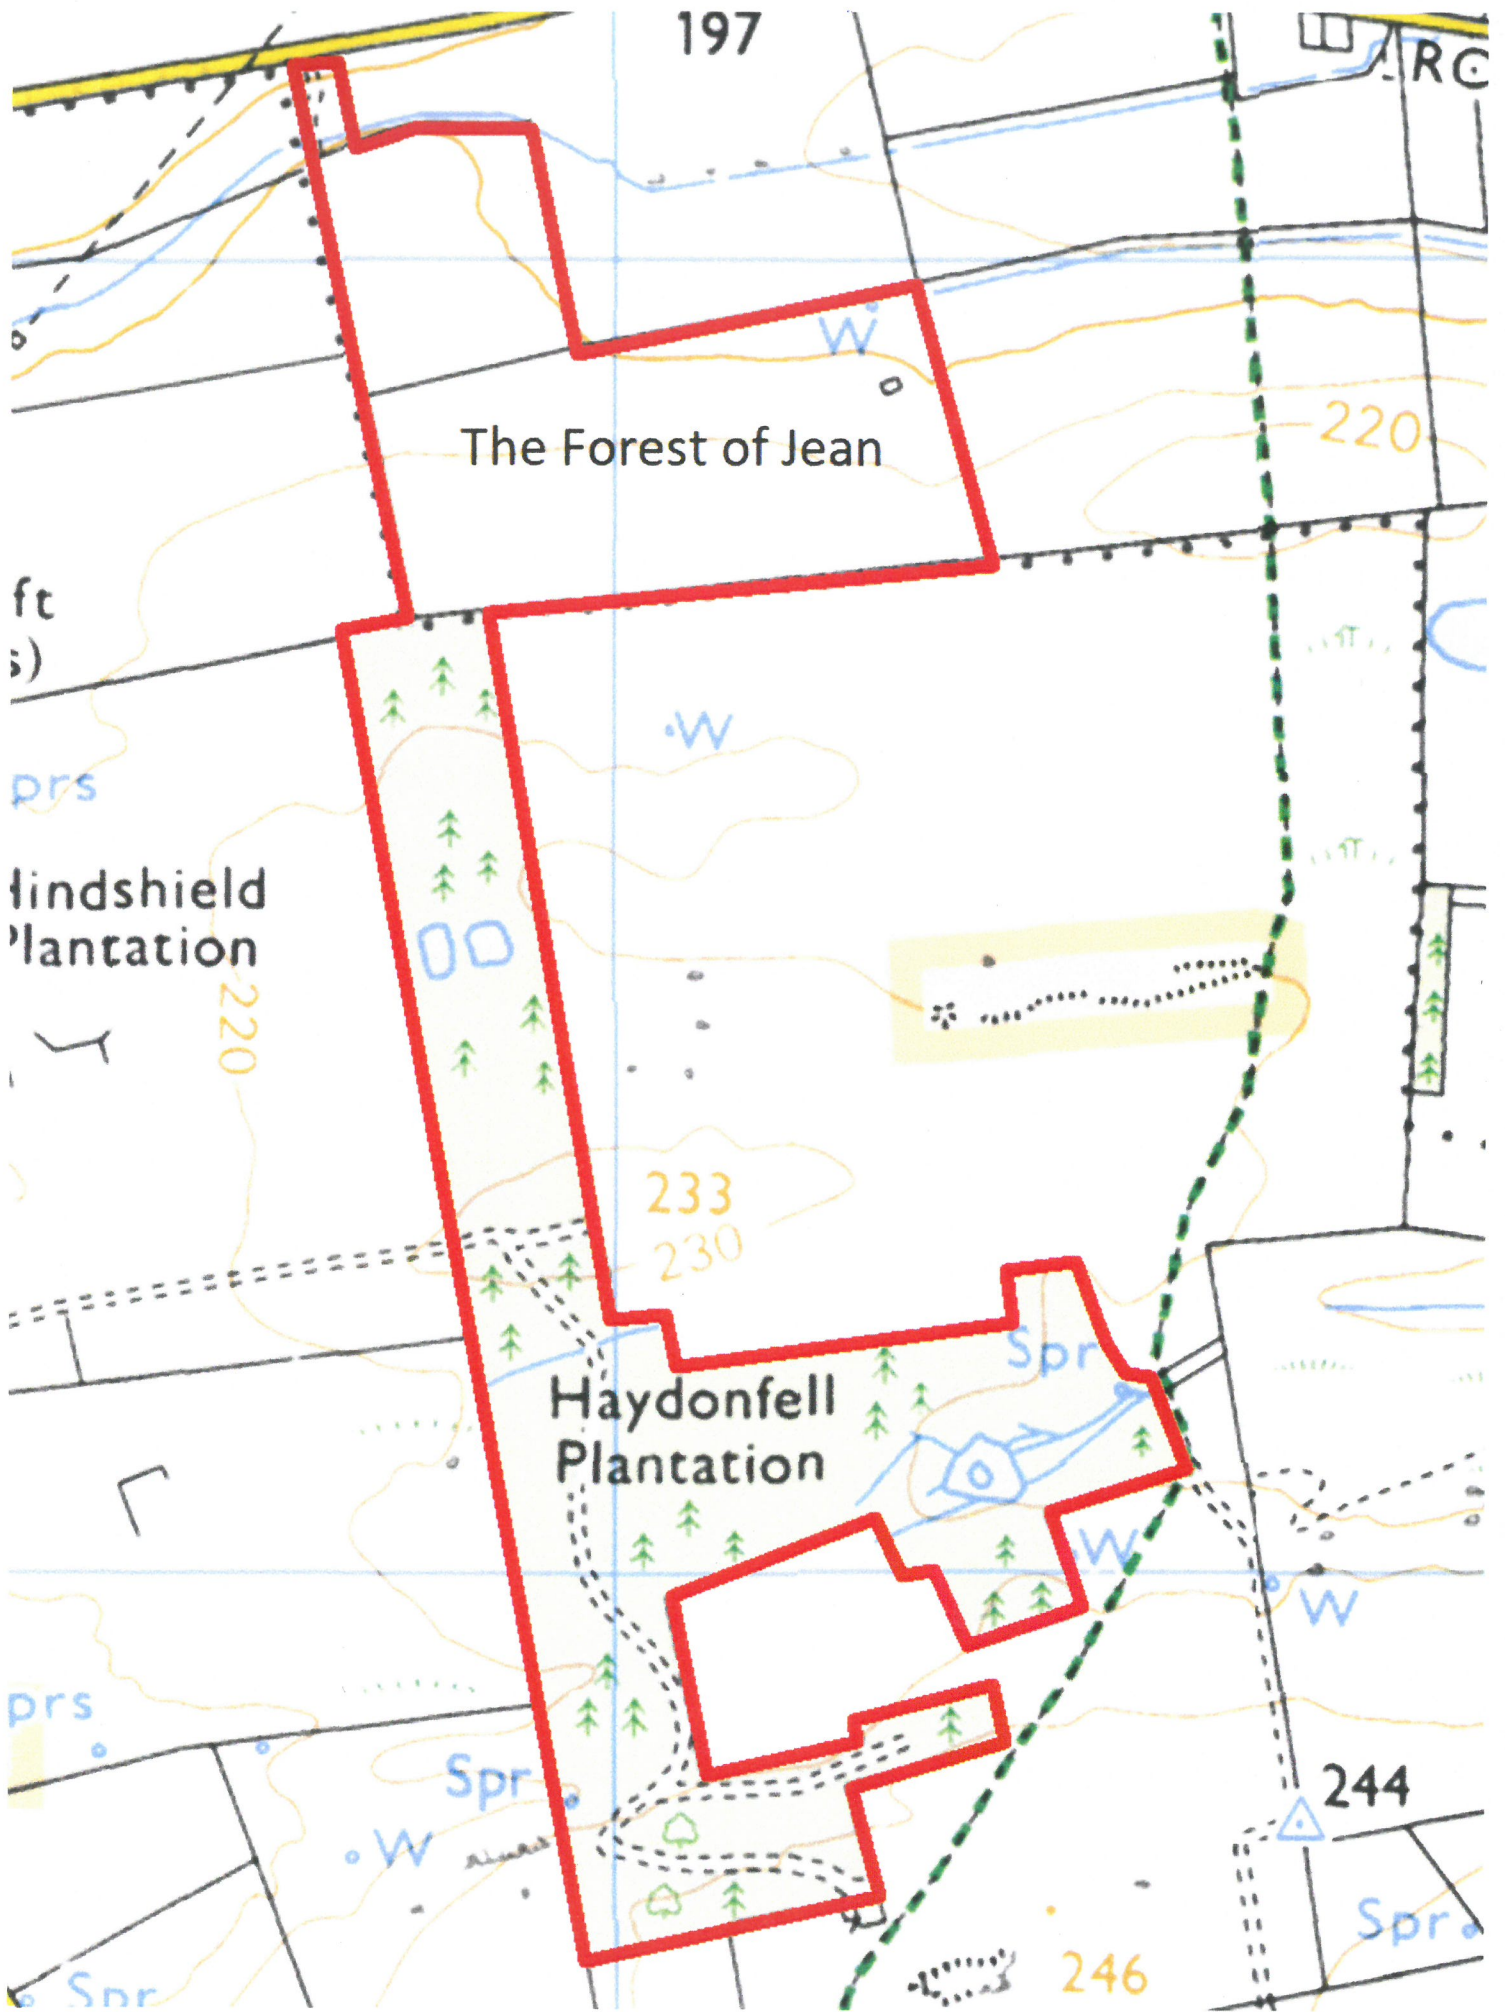 197
RC
W
220
The Forest of Jean
ft
s)
W
prs
Hindshield
Plantation
220
233
230
Spr
Haydonfell
Plantation
W
W
prs
Spr
W
244
Spr
246
Spr